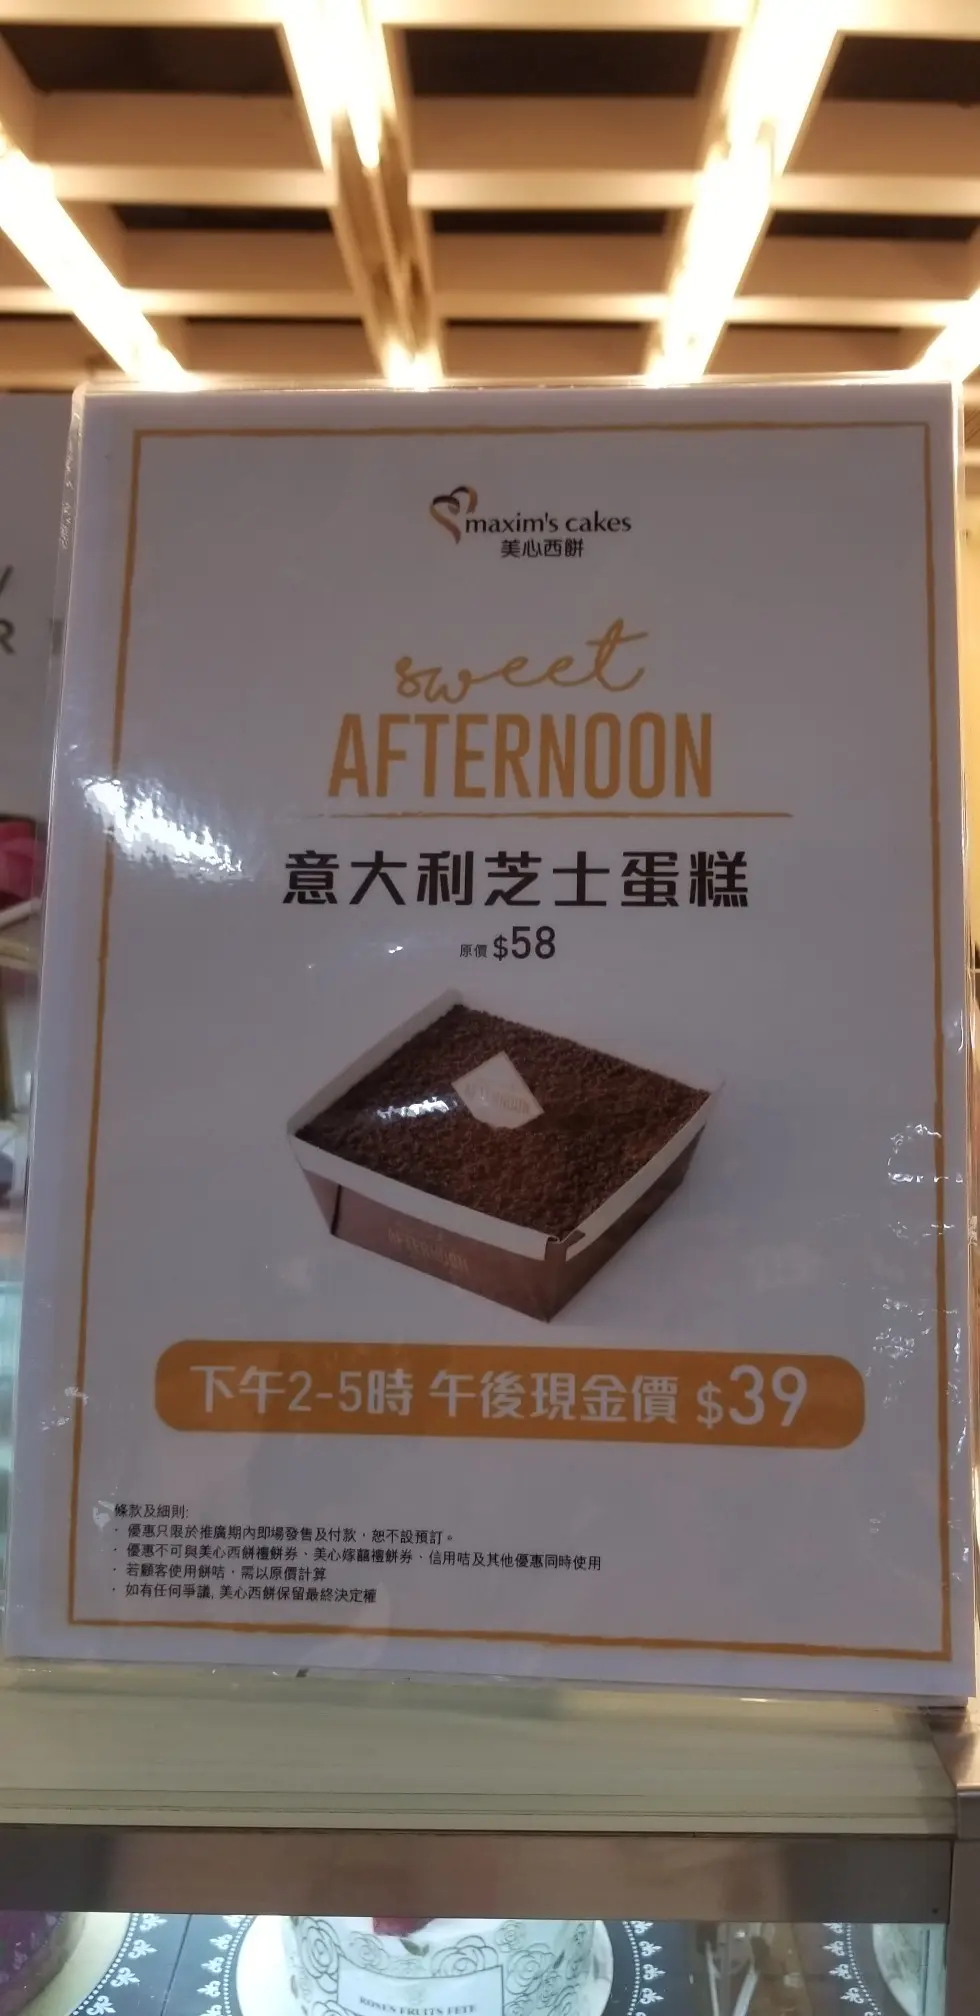 maxim's cakes
美心西餅
sweet
AFTERNOON
意大利芝士蛋糕
原價 $58
AFTERNOON
AFTERNOON
下午2-5時 午後現金價 $39
條款及細則:
· 優惠只限於推廣期內即場發售及付款，恕不設預訂。
· 優惠不可與美心西餅禮餅券、美心嫁囍禮餅券、信用咭及其他優惠同時使用
· 若顧客使用餅咭，需以原價計算
· 如有任何爭議, 美心西餅保留最終決定權
ROSES FRUITS FETE